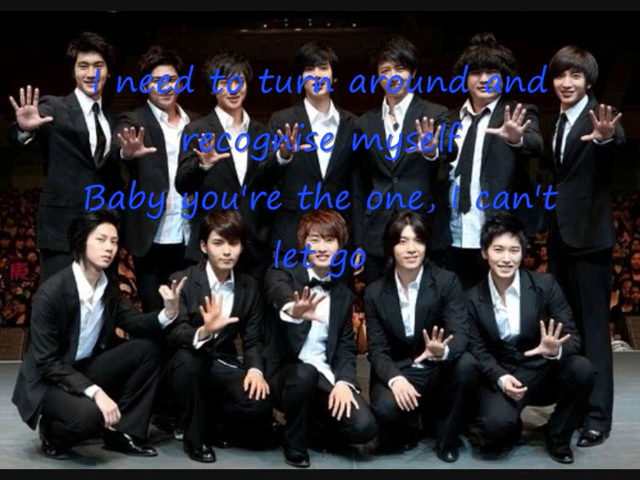 I need to turn around and
recognise myself
Baby you're the one, I can't
let go